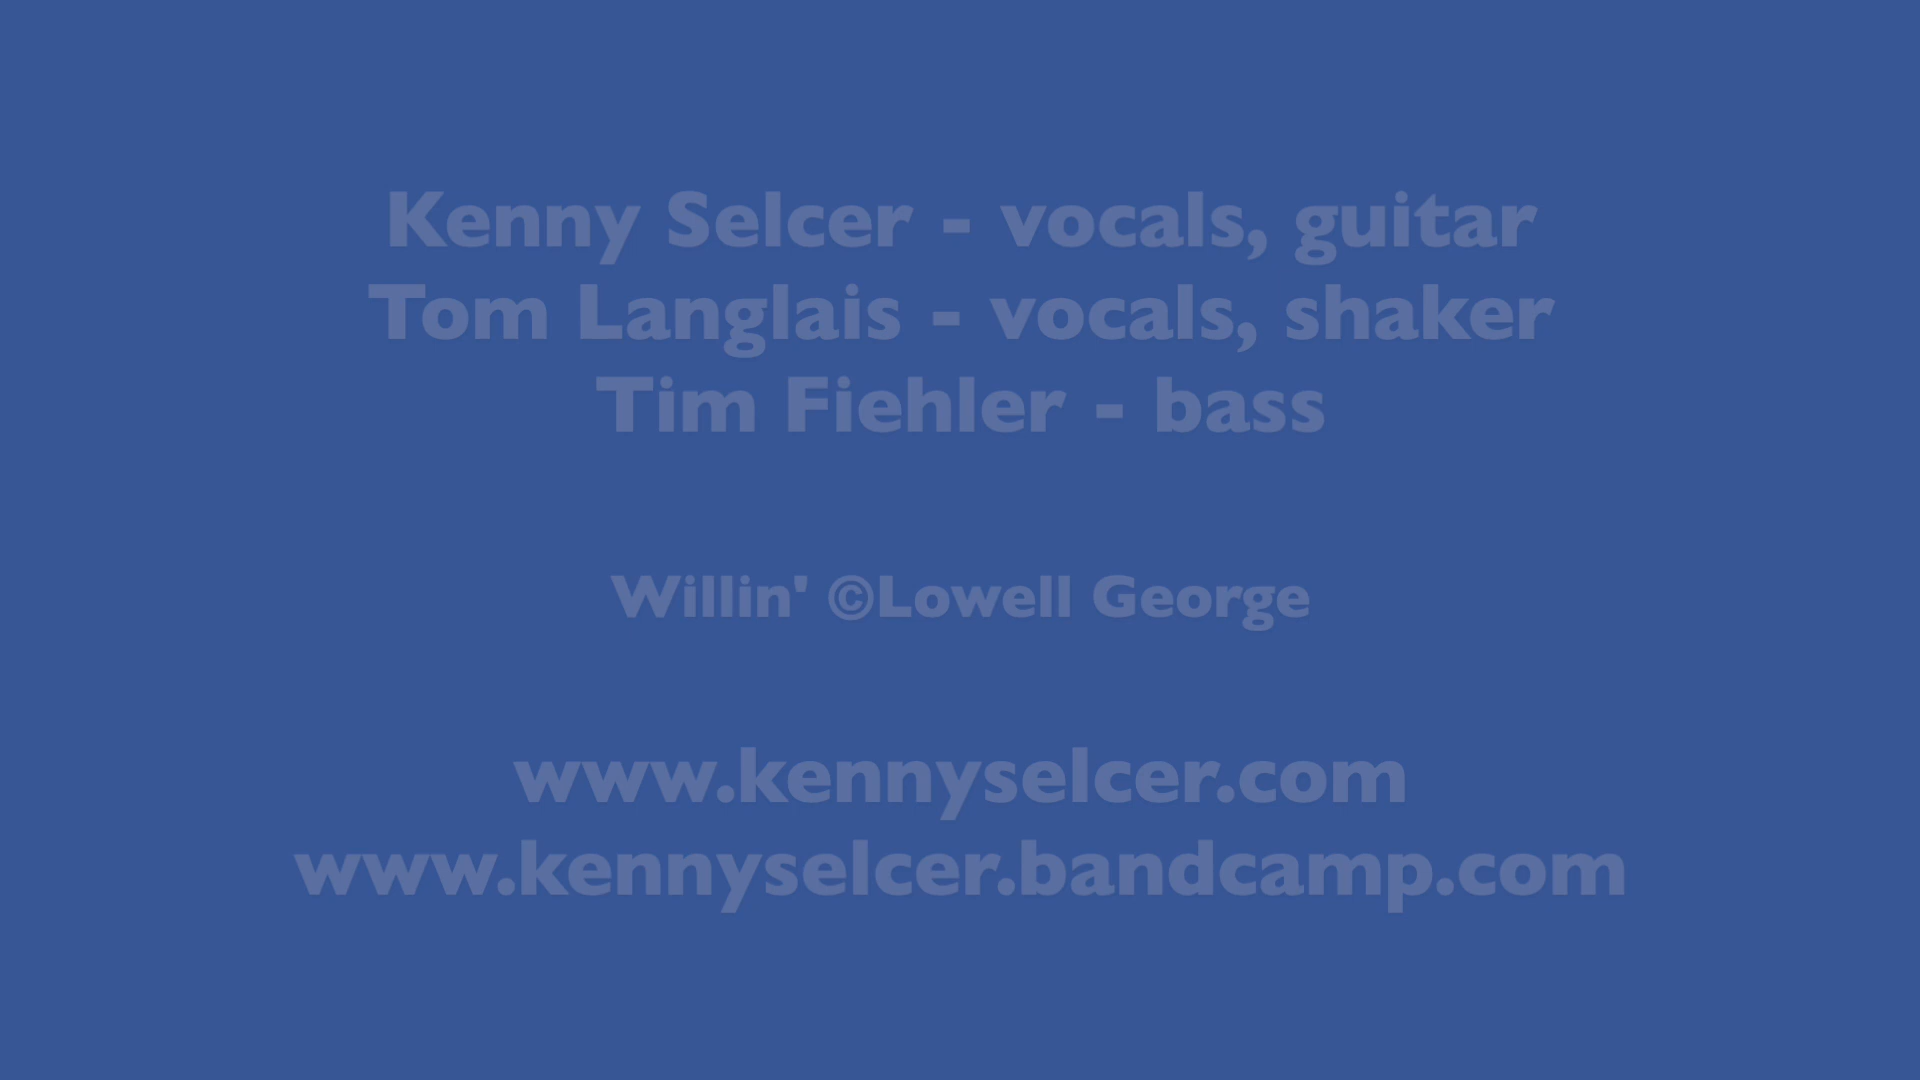 Kenny Selcer - vocals, guitar
Tom Langlais - vocals, shaker
Tim Fiehler - bass
Willin' ©Lowell George
www.kennyselcer.com
www.kennyselcer.bandcamp.com